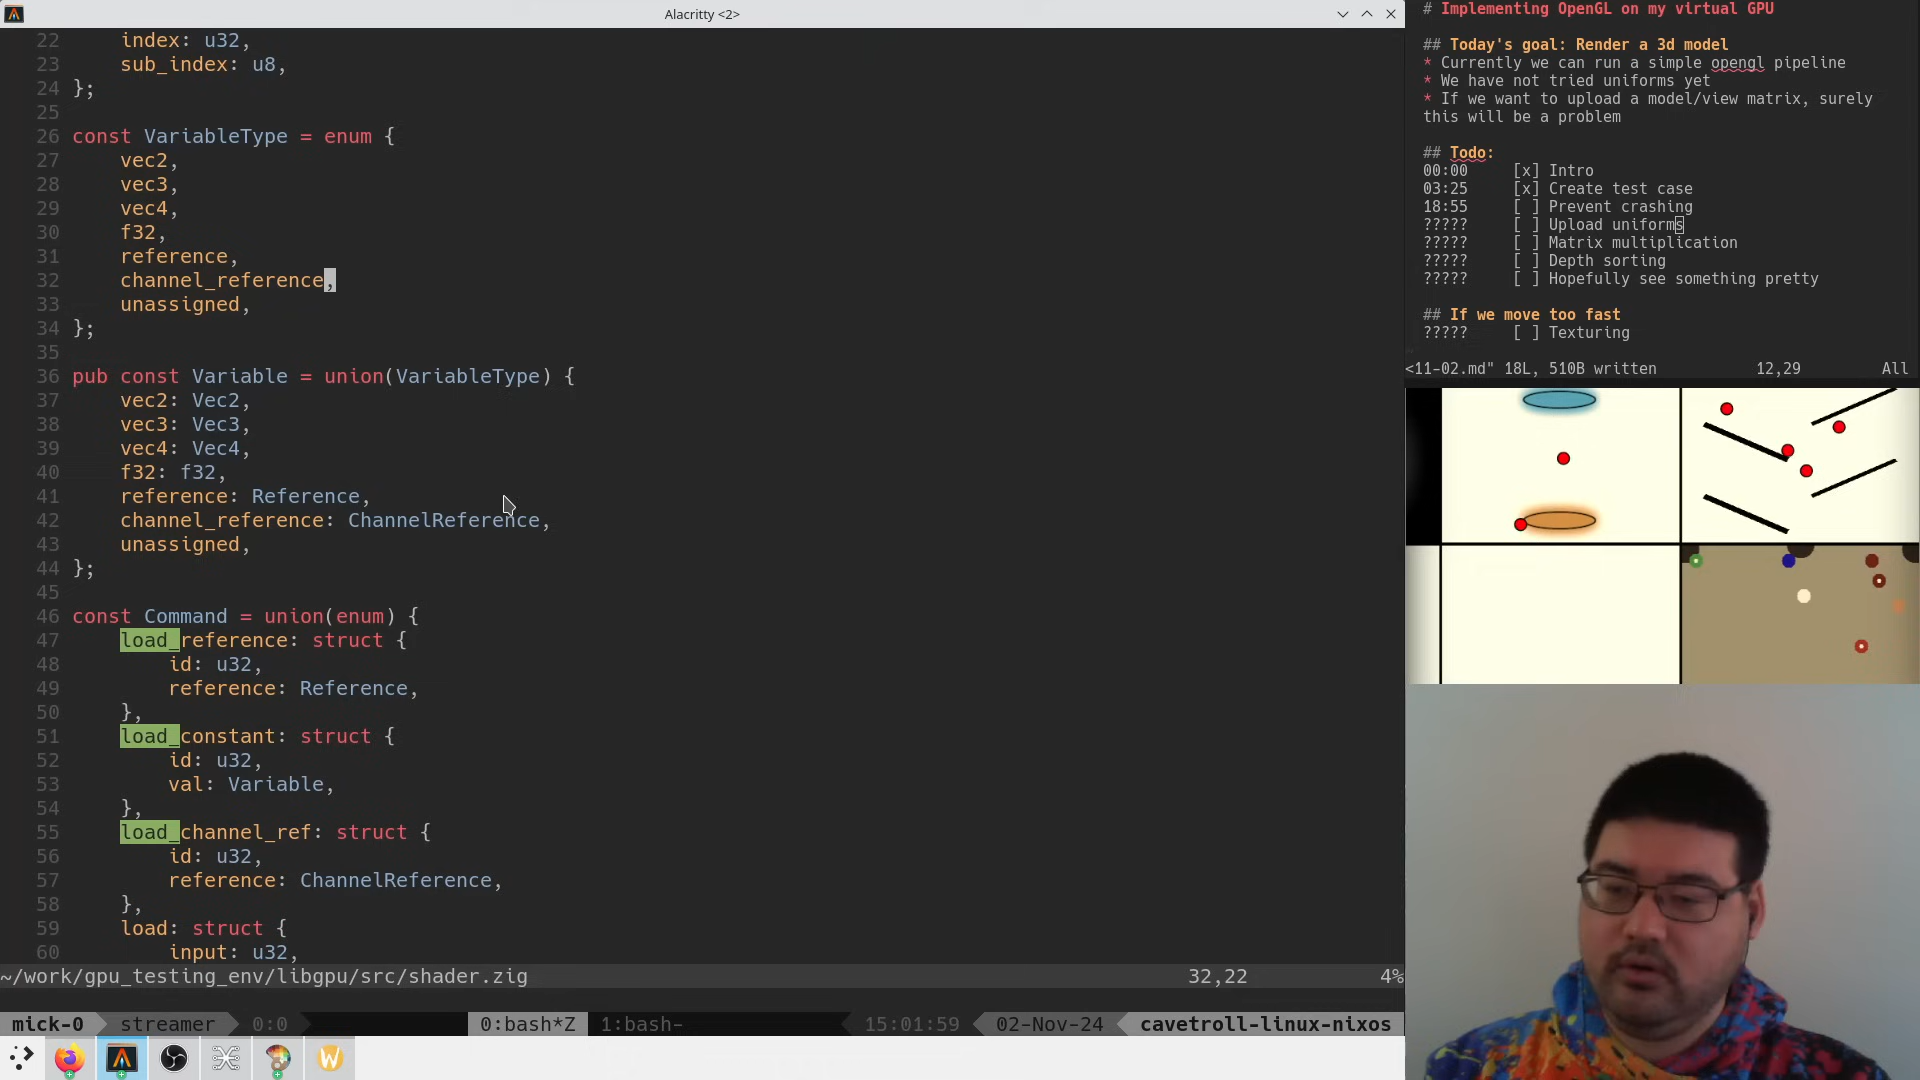 Alacritty <2>
22 index: u32,
23 sub_index: u8,
24 };
25
26 const VariableType = enum {
27 vec2,
28 vec3,
29 vec4,
30 f32,
31 reference,
32 channel_reference,
33 unassigned,
34 };
35
36 pub const Variable = union(VariableType) {
37 vec2: Vec2,
38 vec3: Vec3,
39 vec4: Vec4,
40 f32: f32,
41 reference: Reference,
42 channel_reference: ChannelReference,
43 unassigned,
44 };
45
46 const Command = union(enum) {
47 load_reference: struct {
48 id: u32,
49 reference: Reference,
50 },
51 load_constant: struct {
52 id: u32,
53 val: Variable,
54 },
55 load_channel_ref: struct {
56 id: u32,
57 reference: ChannelReference,
58 },
59 load: struct {
60 input: u32,
~/work/gpu_testing_env/libgpu/src/shader.zig 32,22 4%
mick-0 streamer 0:0 0:bash*Z 1:bash- 15:01:59 02-Nov-24 cavetroll-linux-nixos
# Implementing OpenGL on my virtual GPU
## Today's goal: Render a 3d model
* Currently we can run a simple opengl pipeline
* We have not tried uniforms yet
* If we want to upload a model/view matrix, surely
this will be a problem
## Todo:
00:00 [x] Intro
03:25 [x] Create test case
18:55 [ ] Prevent crashing
????? [ ] Upload uniforms
????? [ ] Matrix multiplication
????? [ ] Depth sorting
????? [ ] Hopefully see something pretty
## If we move too fast
????? [ ] Texturing
<11-02.md" 18L, 510B written 12,29 All